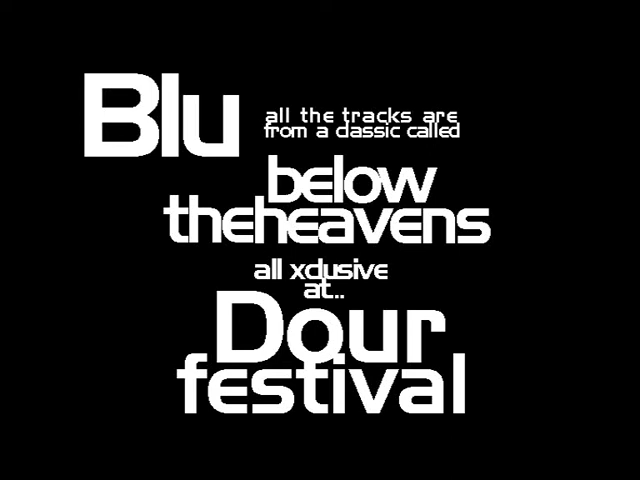 Blu
all the tracks are
from a classic called
below
theheavens
all xclusive
at..
Dour
festival